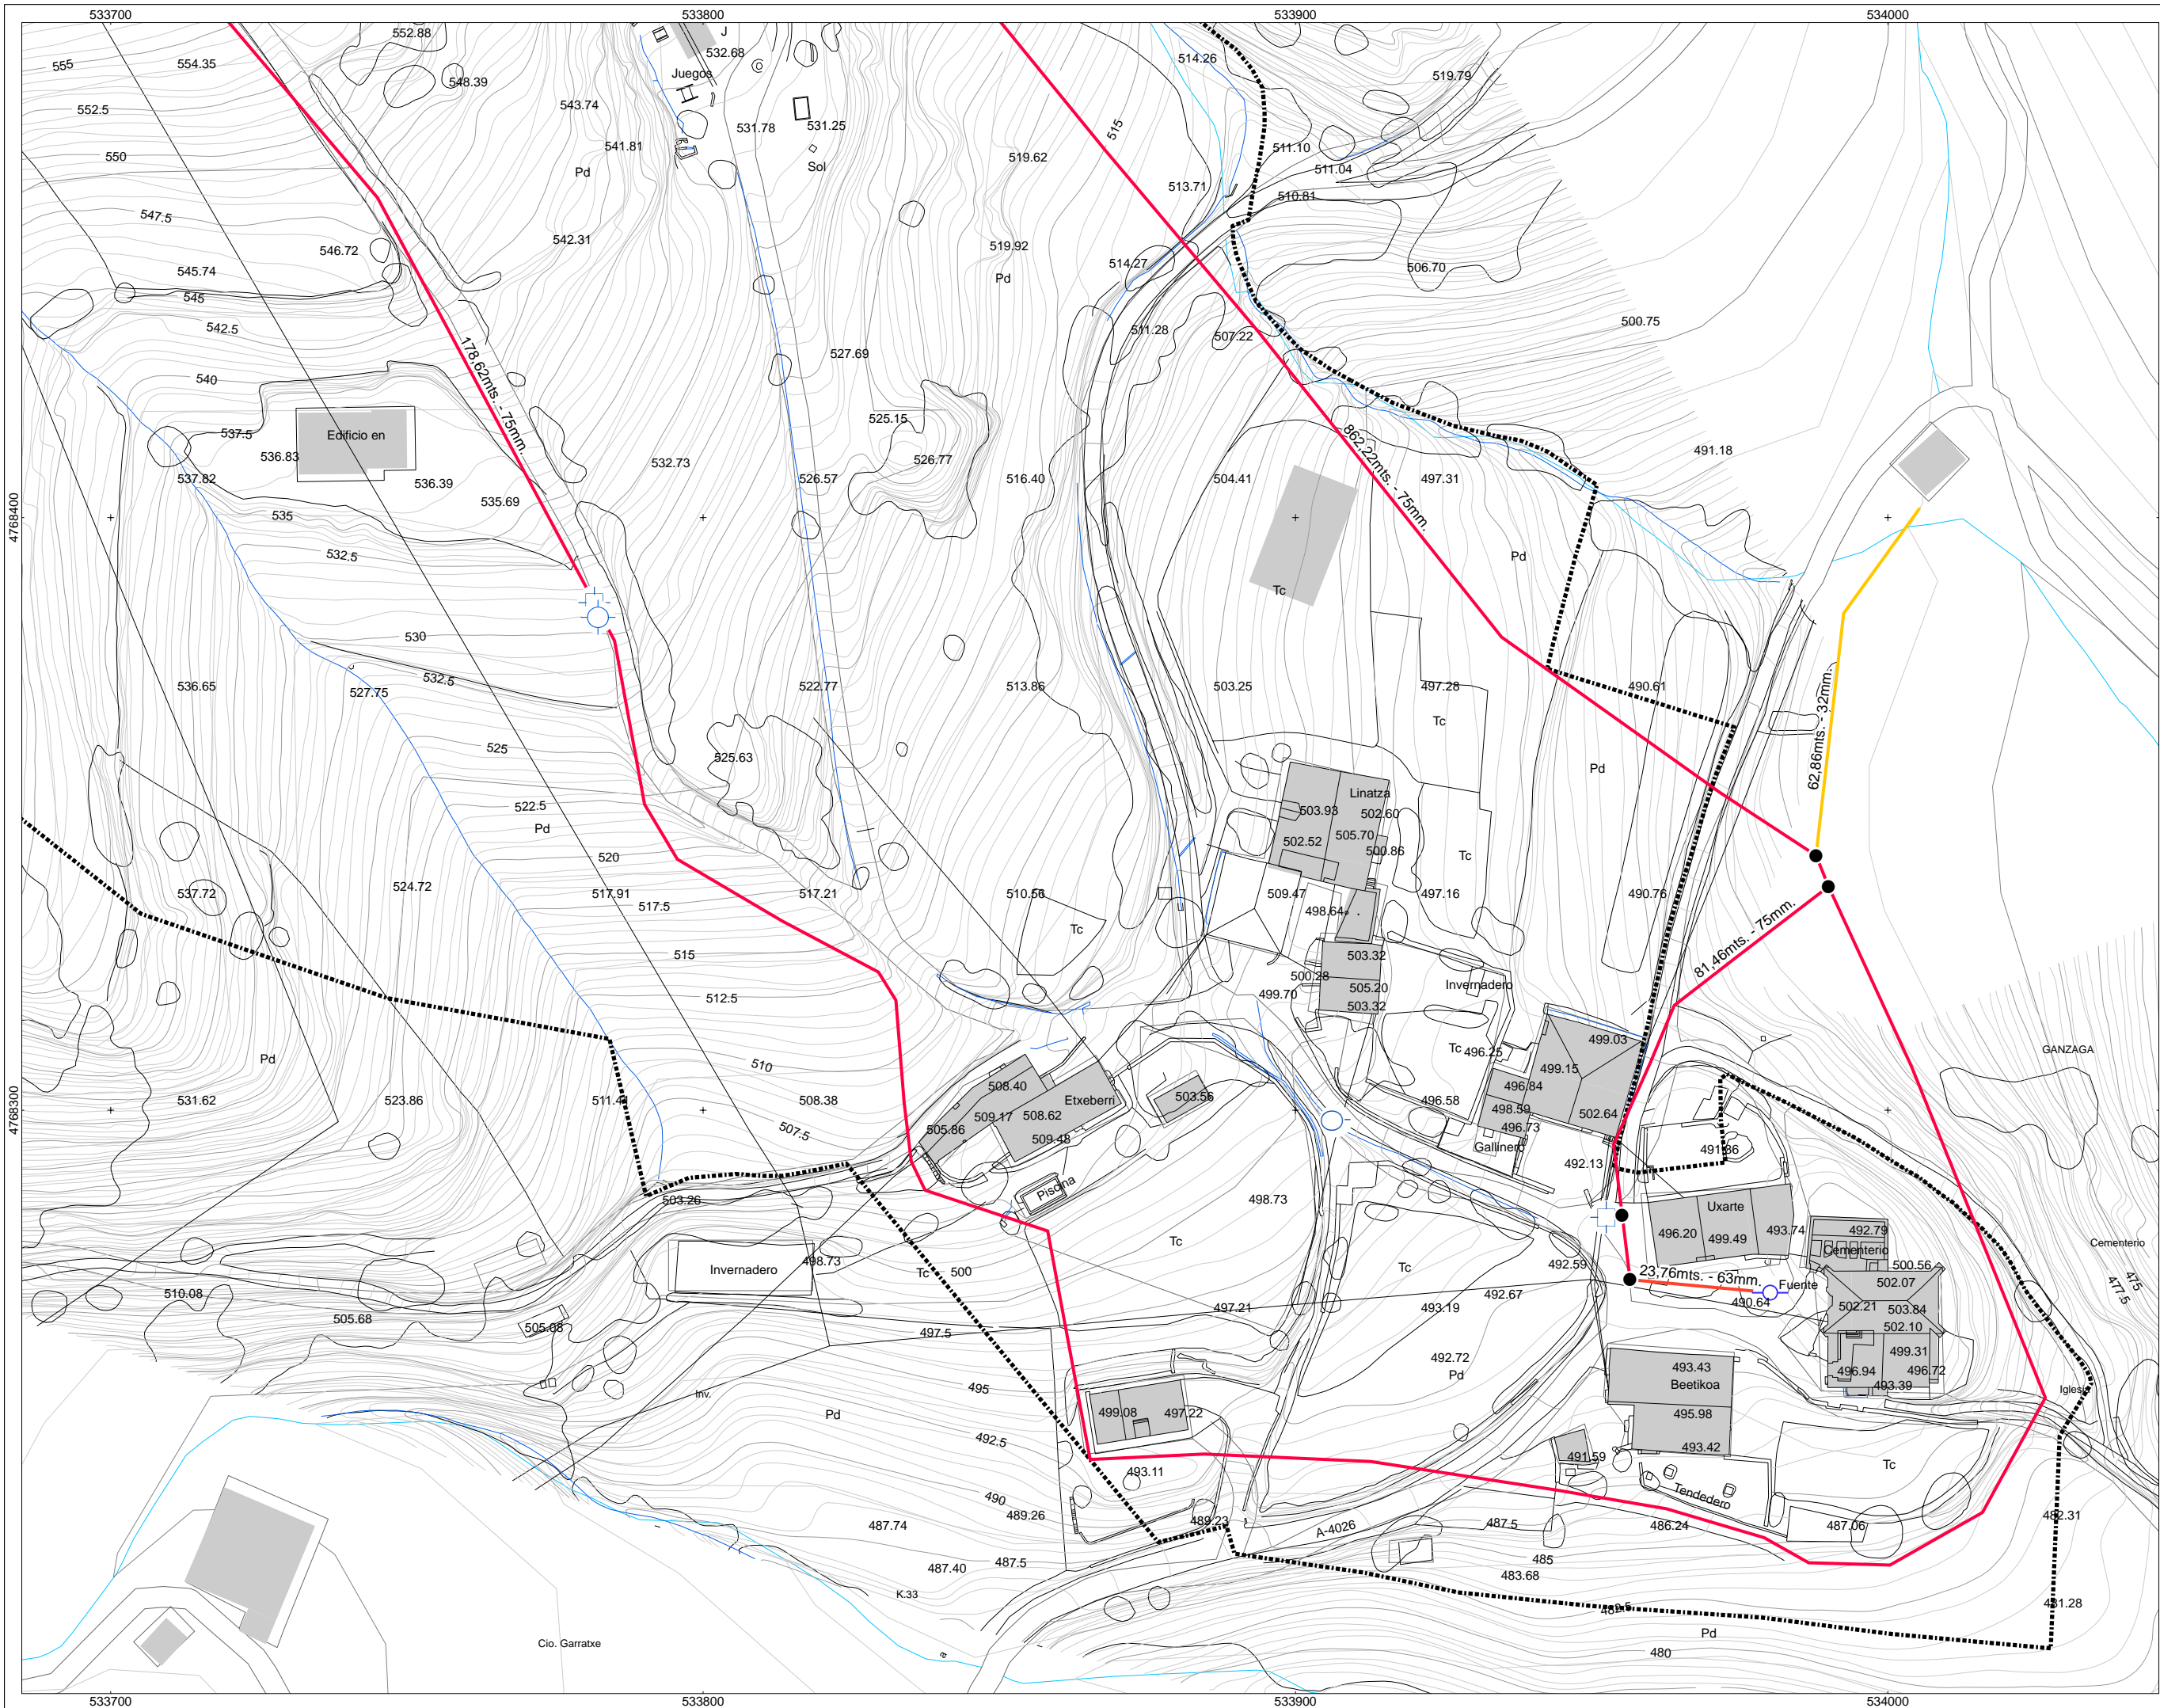 533700 533800 533900 534000
552.88 J
532.68
555 554.35 514.26
548.39 Juegos 519.79
552.5 543.74
531.78 531.25 515
550 541.81 511.10
519.62
Pd Sol 511.04
513.71
510.81
547.5
542.31 519.92
546.72
545.74 Pd 514.27 506.70
545
542.5 511.28 507.22 500.75
178,62mts. - 75mm. 527.69
540
525.15
537.5 Edificio en 862,22mts. - 75mm.
536.83 532.73 526.77 491.18
537.82 536.39 526.57 516.40 504.41 497.31
535.69
4768400
535
532.5 Pd
Tc
530
532.5 536.65 527.75 522.77 513.86 503.25 497.28 490.61
Tc
62,86mts. - 32mm.
525 525.63
Pd
Linatza
522.5 503.93 502.60
Pd 505.70
502.52 500.86
520 Tc
524.72
537.72 517.91 517.21 510.56 509.47 497.16 490.76
517.5 498.64
Tc
81,46mts. - 75mm.
515 503.32
500.28
505.20 Invernadero
512.5 499.70
503.32
499.03
Pd Tc 496.25 GANZAGA
510 499.15
508.40 496.84
4768300
531.62 523.86 511.41 508.38 Etxeberri 503.56 496.58
509.17 508.62 498.59 502.64
507.5 505.86 496.73
509.48
Gallinero 491.86
492.13
503.26 Piscina 498.73
Uxarte
496.20 499.49 493.74 492.79
Tc Cementerio Cementerio
498.73 492.59 500.56
Invernadero Tc 500 Tc 475
23,76mts. - 63mm. Fuente 502.07
510.08 492.67 477.5
497.21 493.19 490.64 502.21 503.84
505.68
505.08 497.5 502.10
499.31
492.72 493.43
Pd 496.94 496.72
495 Beetikoa 493.39 Iglesia
Inv.
Pd 499.08 497.22 495.98
492.5 493.42
491.59 Tc
493.11
490 Tendedero
489.26 482.31
487.74 489.23 A-4026 487.5 486.24 487.06
487.5 485
487.40 483.68
K.33
482.5 481.28
Cio. Garratxe Pd
480
a
533700 533800 533900 534000